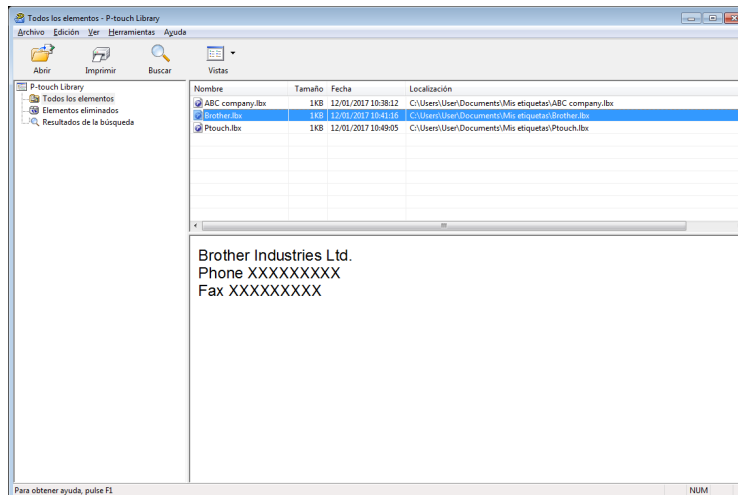 Todos los elementos - P-touch Library
Archivo Edición Ver Herramientas Ayuda
Abrir Imprimir Buscar Vistas
P-touch Library
Todos los elementos
Elementos eliminados
Resultados de la búsqueda
Nombre Tamaño Fecha Localización
ABC company.lbx 1KB 12/01/2017 10:38:12 C:\Users\User\Documents\Mis etiquetas\ABC company.lbx
Brother.lbx 1KB 12/01/2017 10:41:16 C:\Users\User\Documents\Mis etiquetas\Brother.lbx
Ptouch.lbx 1KB 12/01/2017 10:49:05 C:\Users\User\Documents\Mis etiquetas\Ptouch.lbx
Brother Industries Ltd.
Phone XXXXXXXXX
Fax XXXXXXXXX
Para obtener ayuda, pulse F1 NUM